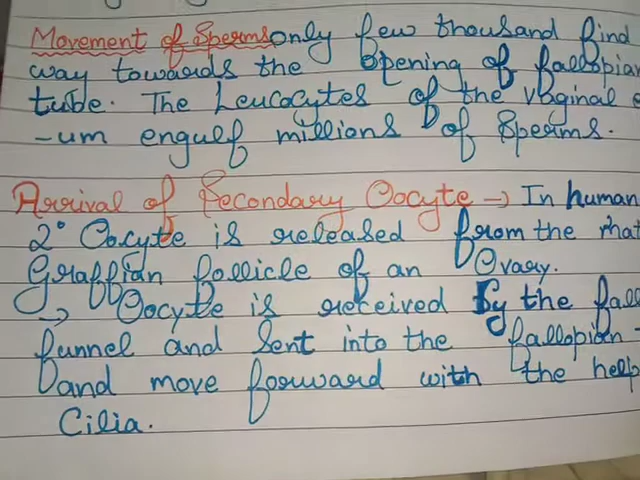 Movement of Sperms only few thousand find
way towards the opening of fallopian
tube. The Leucocytes of the vaginal e
-um engulf millions of Sperms.
Arrival of Secondary Oocyte → In human
2° Oocyte is released from the mat
Graffian follicle of an Ovary.
→ Oocyte is received by the fall
funnel and sent into the fallopian-
and move forward with the help
Cilia.